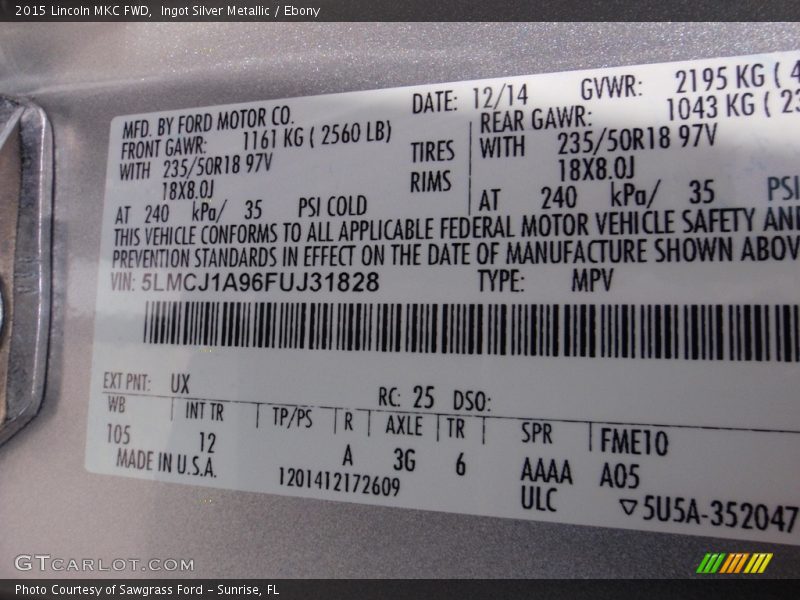 2015 Lincoln MKC FWD,  Ingot Silver Metallic / Ebony
MFD. BY FORD MOTOR CO.
DATE: 12/14
GVWR: 2195 KG ( 4
FRONT GAWR: 1161 KG ( 2560 LB)
REAR GAWR: 1043 KG ( 23
WITH 235/50R18 97V
TIRES
WITH 235/50R18 97V
18X8.0J
RIMS
18X8.0J
AT 240 kPa/ 35 PSI COLD
AT 240 kPa/ 35 PSI
THIS VEHICLE CONFORMS TO ALL APPLICABLE FEDERAL MOTOR VEHICLE SAFETY AND
PREVENTION STANDARDS IN EFFECT ON THE DATE OF MANUFACTURE SHOWN ABOV
VIN: 5LMCJ1A96FUJ31828
TYPE: MPV
EXT PNT: UX
RC: 25 DSO:
WB | INT TR | TP/PS | R | AXLE | TR | SPR | FME10
105 12 A 3G 6 AAAA A05
MADE IN U.S.A.
1201412172609
ULC ▽5U5A-352047
GTCARLOT.COM
Photo Courtesy of Sawgrass Ford - Sunrise, FL